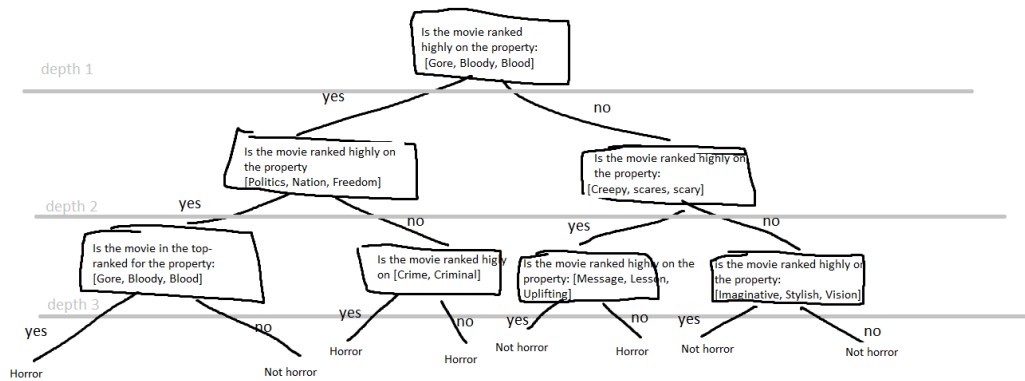 Is the movie ranked
highly on the property:
[Gore, Bloody, Blood]
depth 1
yes
no
Is the movie ranked highly on
the property
[Politics, Nation, Freedom]
Is the movie ranked highly on
the property:
[Creepy, scares, scary]
depth 2
yes
no
yes
no
Is the movie in the top-
ranked for the property:
[Gore, Bloody, Blood]
Is the movie ranked higly
on [Crime, Criminal]
Is the movie ranked highly on the
property: [Message, Lesson,
Uplifting]
Is the movie ranked highly on
the property:
[Imaginative, Stylish, Vision]
depth 3
yes
no
yes
no
yes
no
yes
no
Horror
Not horror
Horror
Horror
Not horror
Horror
Not horror
Not horror